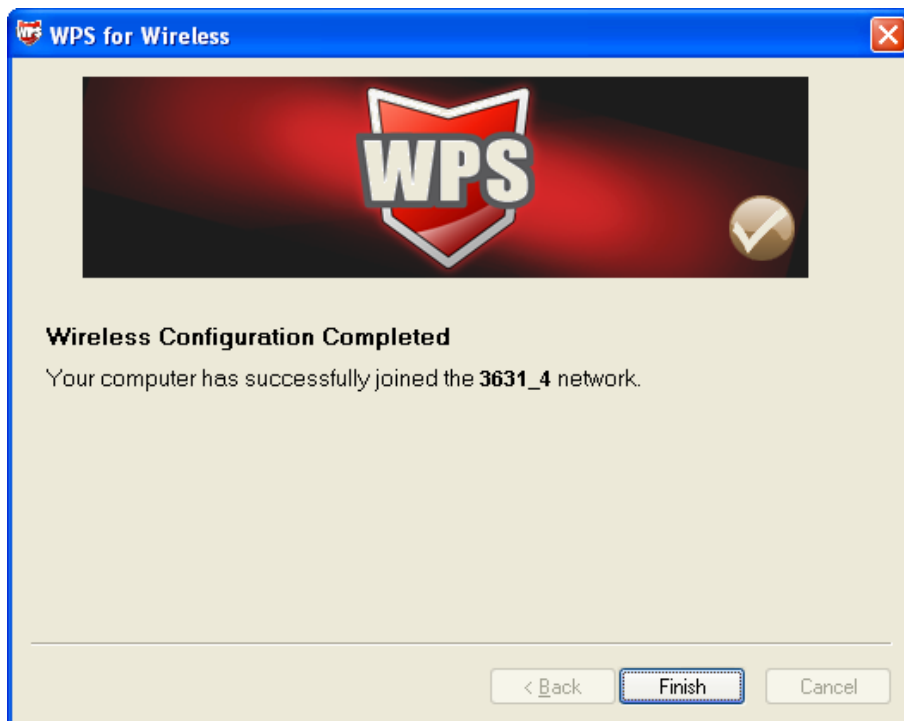 WPS for Wireless
WPS
Wireless Configuration Completed
Your computer has successfully joined the 3631_4 network.
< Back
Finish
Cancel